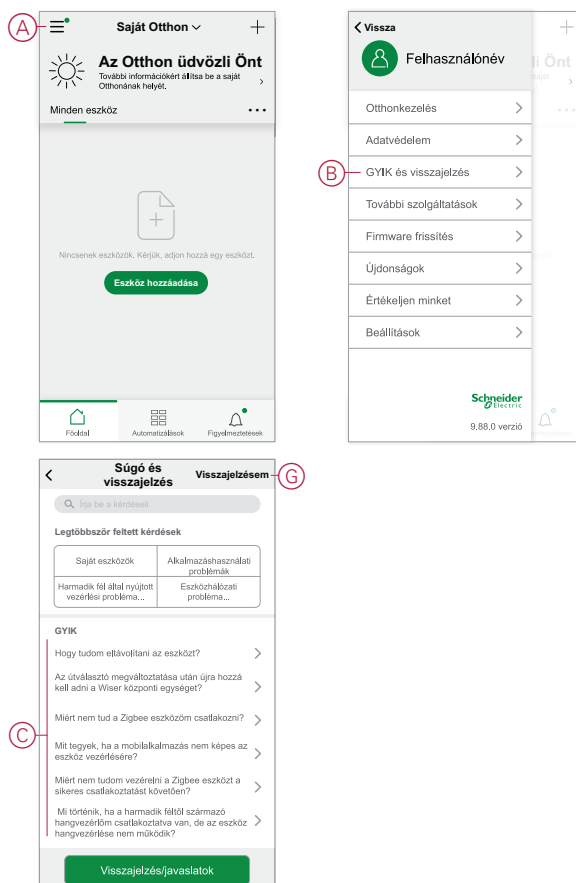 A
Saját Otthon
Az Otthon üdvözli Önt
További információkért állítsa be a saját
Otthonának helyét.
Minden eszköz
Nincsenek eszközök, Kérjük, adjon hozzá egy eszközt.
Eszköz hozzáadása
Főoldal
Automatizálások
Figyelmeztetések
Vissza
Felhasználónév
li Önt
saját
Otthonkezelés
Adatvédelem
B
GYIK és visszajelzés
További szolgáltatások
Firmware frissítés
Újdonságok
Értékeljen minket
Beállítások
Schneider
Electric
9.88.0 verzió
Súgó és
visszajelzés
Visszajelzésem
G
Írja be a kérdéseit
Legtöbbször feltett kérdések
Saját eszközök
Alkalmazáshasználati
problémák
Harmadik fél által nyújtott
vezérlési probléma...
Eszközhálózati
probléma...
GYIK
Hogy tudom eltávolítani az eszközt?
Az útválasztó megváltoztatása után újra hozzá
kell adni a Wiser központi egységet?
C
Miért nem tud a Zigbee eszközöm csatlakozni?
Mit tegyek, ha a mobilalkalmazás nem képes az
eszköz vezérlésére?
Miért nem tudom vezérelni a Zigbee eszközt a
sikeres csatlakoztatást követően?
Mi történik, ha a harmadik féltől származó
hangvezérlőm csatlakoztatva van, de az eszköz
hangvezérlése nem működik?
Visszajelzés/javaslatok